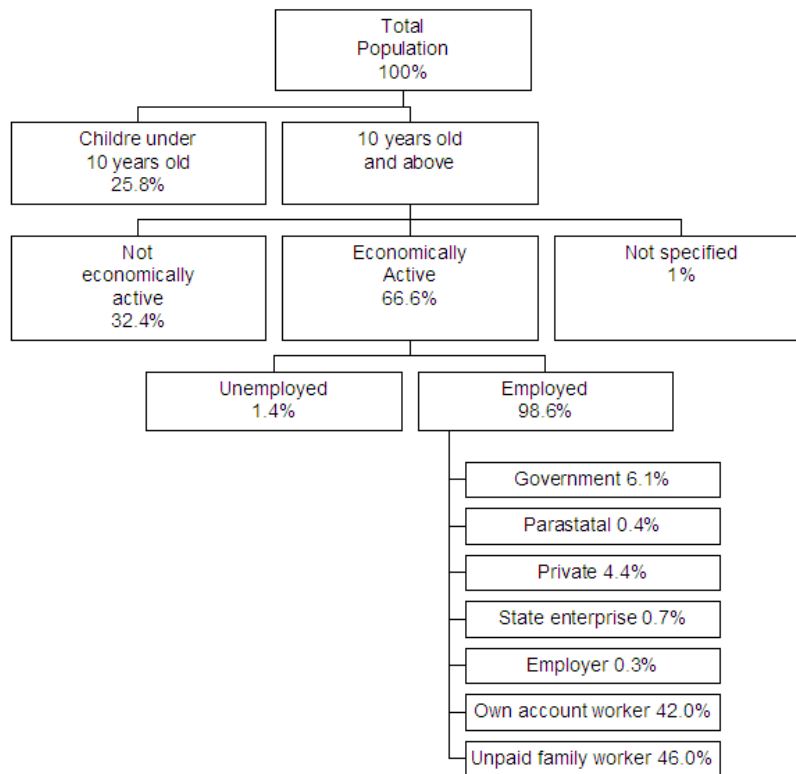 Total
Population
100%
Childre under
10 years old
25.8%
10 years old
and above
Not
economically
active
32.4%
Economically
Active
66.6%
Not specified
1%
Unemployed
1.4%
Employed
98.6%
Government 6.1%
Parastatal 0.4%
Private 4.4%
State enterprise 0.7%
Employer 0.3%
Own account worker 42.0%
Unpaid family worker 46.0%